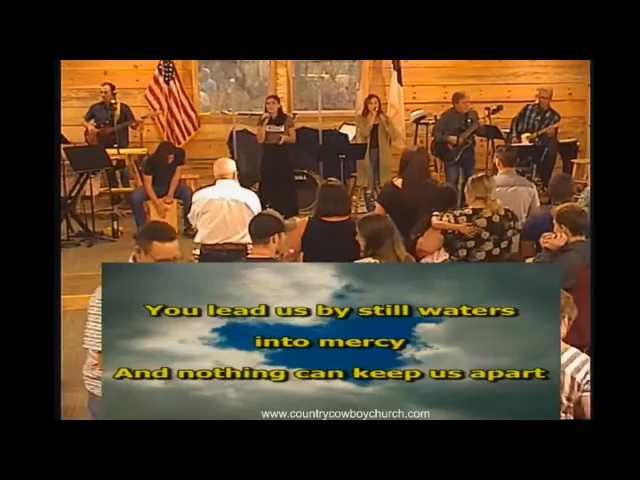 You lead us by still waters
into mercy
And nothing can keep us apart
www.countrycowboychurch.com